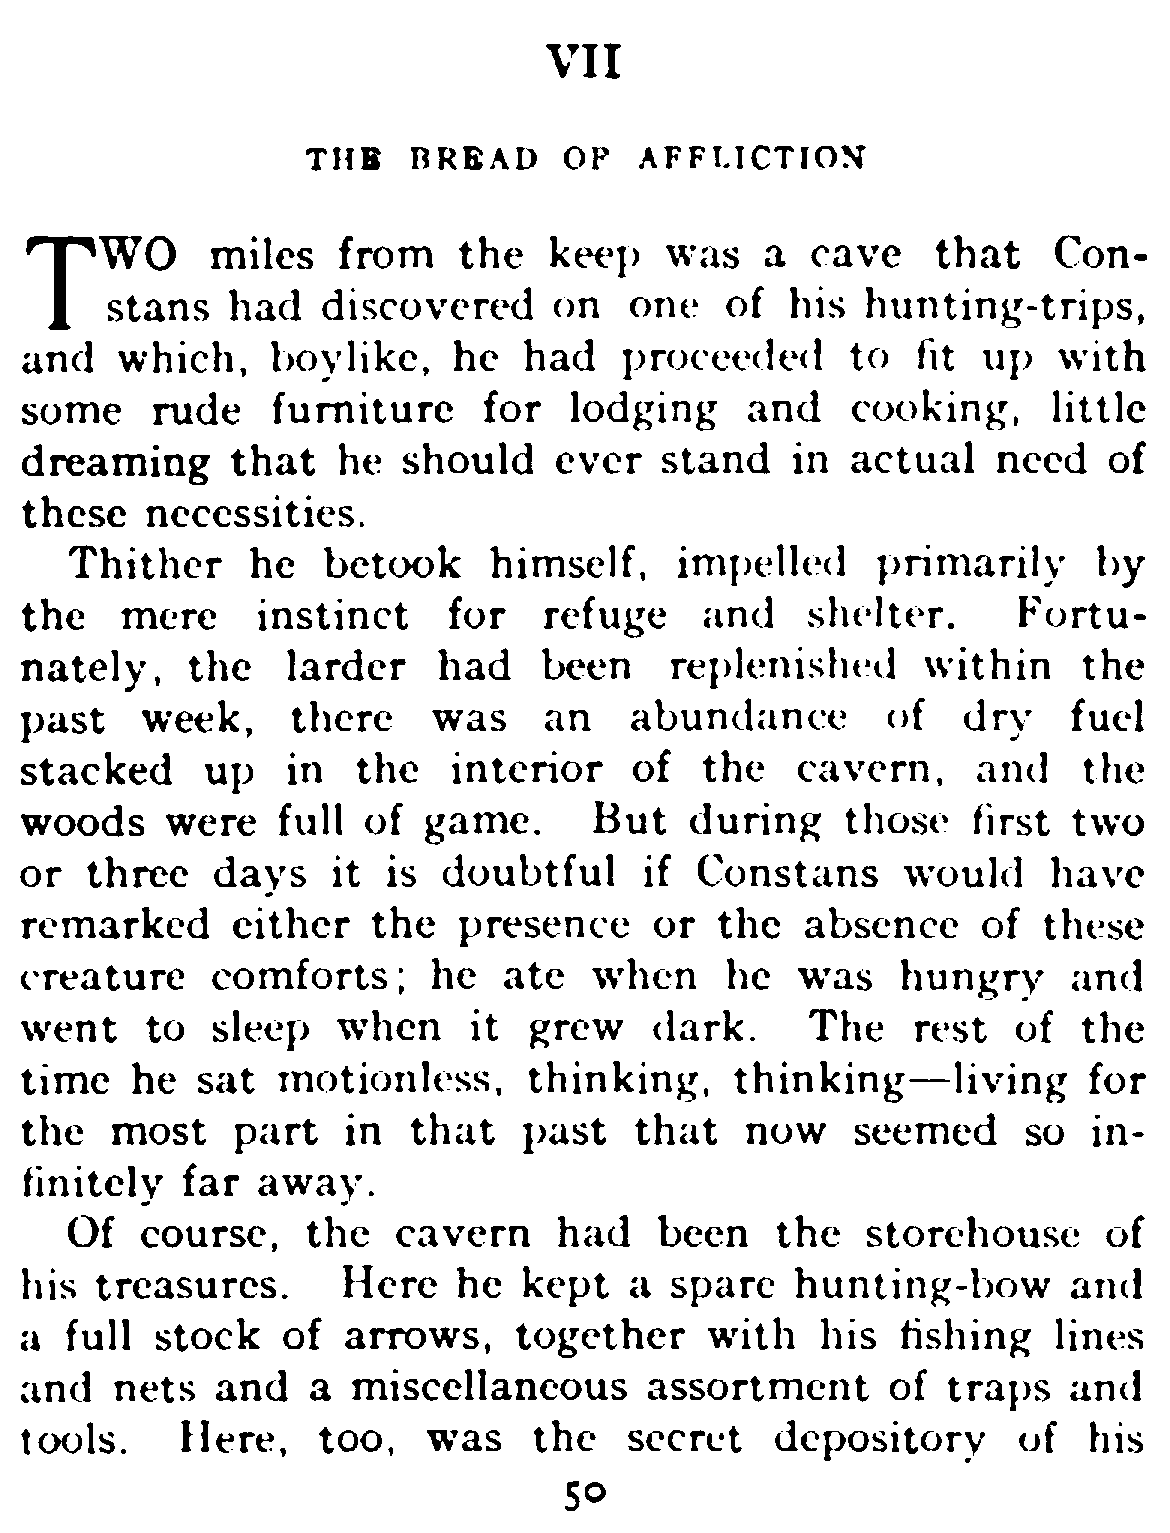 VII
THE BREAD OF AFFLICTION
TWO miles from the keep was a cave that Con-
stans had discovered on one of his hunting-trips,
and which, boylike, he had proceeded to fit up with
some rude furniture for lodging and cooking, little
dreaming that he should ever stand in actual need of
these necessities.
Thither he betook himself, impelled primarily by
the mere instinct for refuge and shelter. Fortu-
nately, the larder had been replenished within the
past week, there was an abundance of dry fuel
stacked up in the interior of the cavern, and the
woods were full of game. But during those first two
or three days it is doubtful if Constans would have
remarked either the presence or the absence of these
creature comforts; he ate when he was hungry and
went to sleep when it grew dark. The rest of the
time he sat motionless, thinking, thinking—living for
the most part in that past that now seemed so in-
finitely far away.
Of course, the cavern had been the storehouse of
his treasures. Here he kept a spare hunting-bow and
a full stock of arrows, together with his fishing lines
and nets and a miscellaneous assortment of traps and
tools. Here, too, was the secret depository of his
50